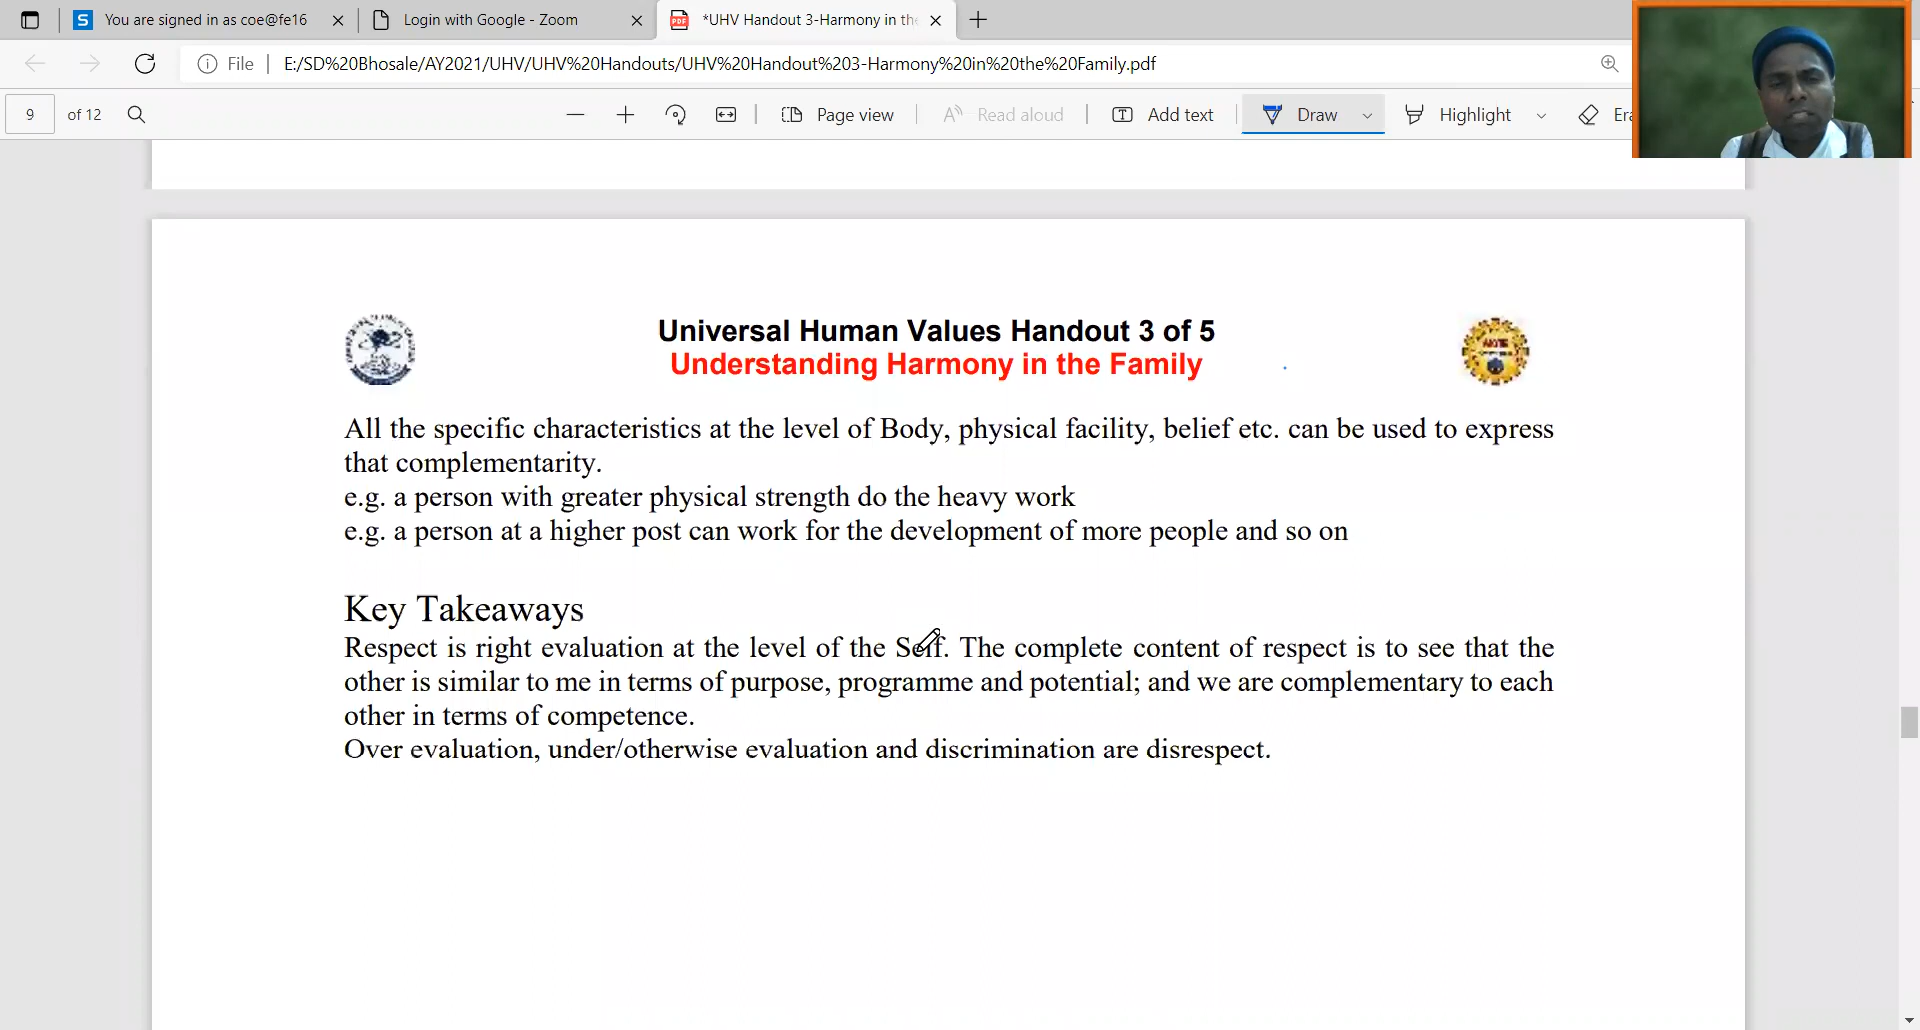 You are signed in as coe@fe16
Login with Google - Zoom
*UHV Handout 3-Harmony in the
File
E:/SD%20Bhosale/AY2021/UHV/UHV%20Handouts/UHV%20Handout%203-Harmony%20in%20the%20Family.pdf
9 of 12
Page view
Read aloud
Add text
Draw
Highlight
Universal Human Values Handout 3 of 5
Understanding Harmony in the Family
All the specific characteristics at the level of Body, physical facility, belief etc. can be used to express
that complementarity.
e.g. a person with greater physical strength do the heavy work
e.g. a person at a higher post can work for the development of more people and so on
Key Takeaways
Respect is right evaluation at the level of the Self. The complete content of respect is to see that the
other is similar to me in terms of purpose, programme and potential; and we are complementary to each
other in terms of competence.
Over evaluation, under/otherwise evaluation and discrimination are disrespect.